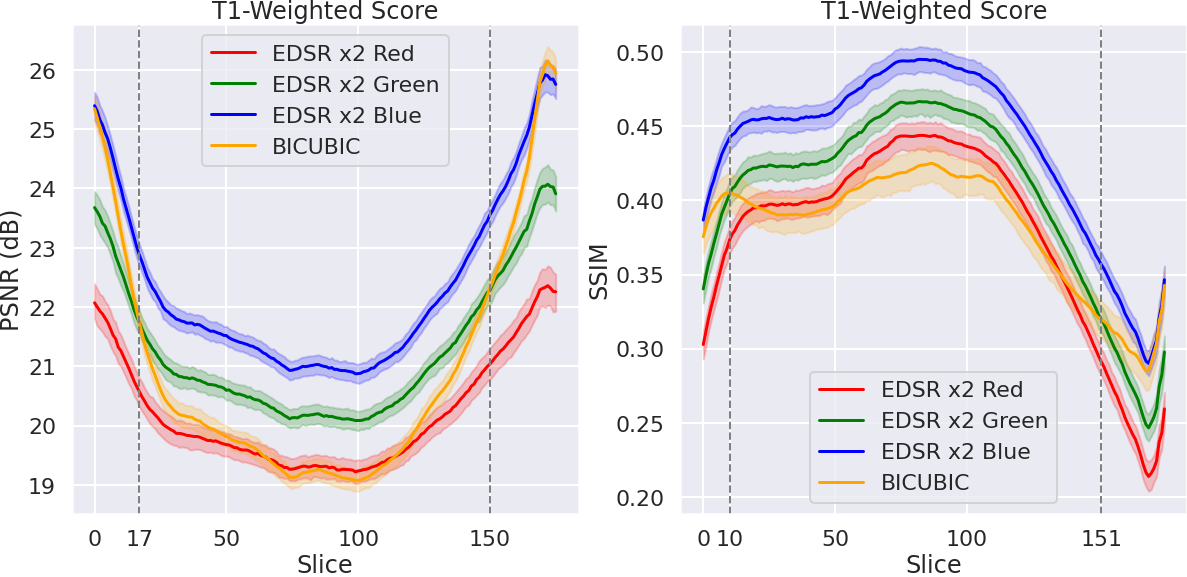 T1-Weighted Score
EDSR x2 Red
EDSR x2 Green
EDSR x2 Blue
BICUBIC
PSNR (dB)
26
25
24
23
22
21
20
19
0 17 50 100 150
Slice
T1-Weighted Score
SSIM
0.50
0.45
0.40
0.35
0.30
0.25
0.20
EDSR x2 Red
EDSR x2 Green
EDSR x2 Blue
BICUBIC
0 10 50 100 151
Slice